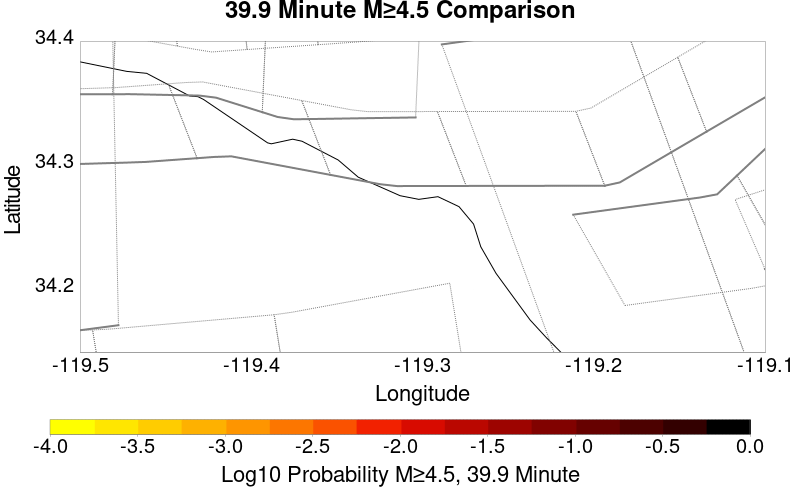 39.9 Minute M≥4.5 Comparison
34.4
34.3
34.2
Latitude
-119.5 -119.4 -119.3 -119.2 -119.1
Longitude
-4.0 -3.5 -3.0 -2.5 -2.0 -1.5 -1.0 -0.5 0.0
Log10 Probability M≥4.5, 39.9 Minute